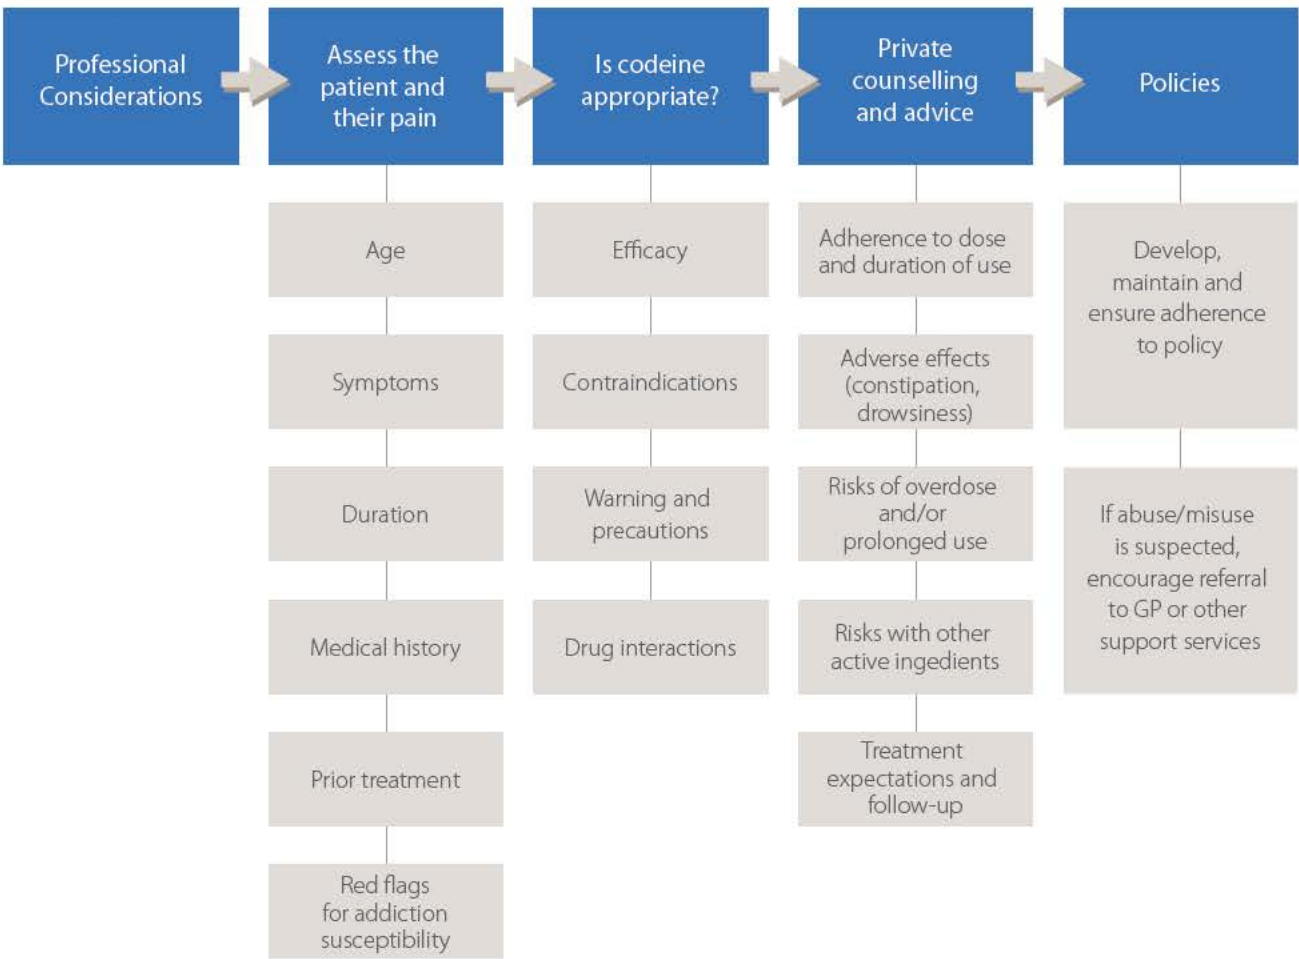 Professional
Considerations
Assess the
patient and
their pain
Is codeine
appropriate?
Private
counselling
and advice
Policies
Age
Symptoms
Duration
Medical history
Prior treatment
Red flags
for addiction
susceptibility
Efficacy
Contraindications
Warning and
precautions
Drug interactions
Adherence to dose
and duration of use
Adverse effects
(constipation,
drowsiness)
Risks of overdose
and/or
prolonged use
Risks with other
active ingedients
Treatment
expectations and
follow-up
Develop,
maintain and
ensure adherence
to policy
If abuse/misuse
is suspected,
encourage referral
to GP or other
support services